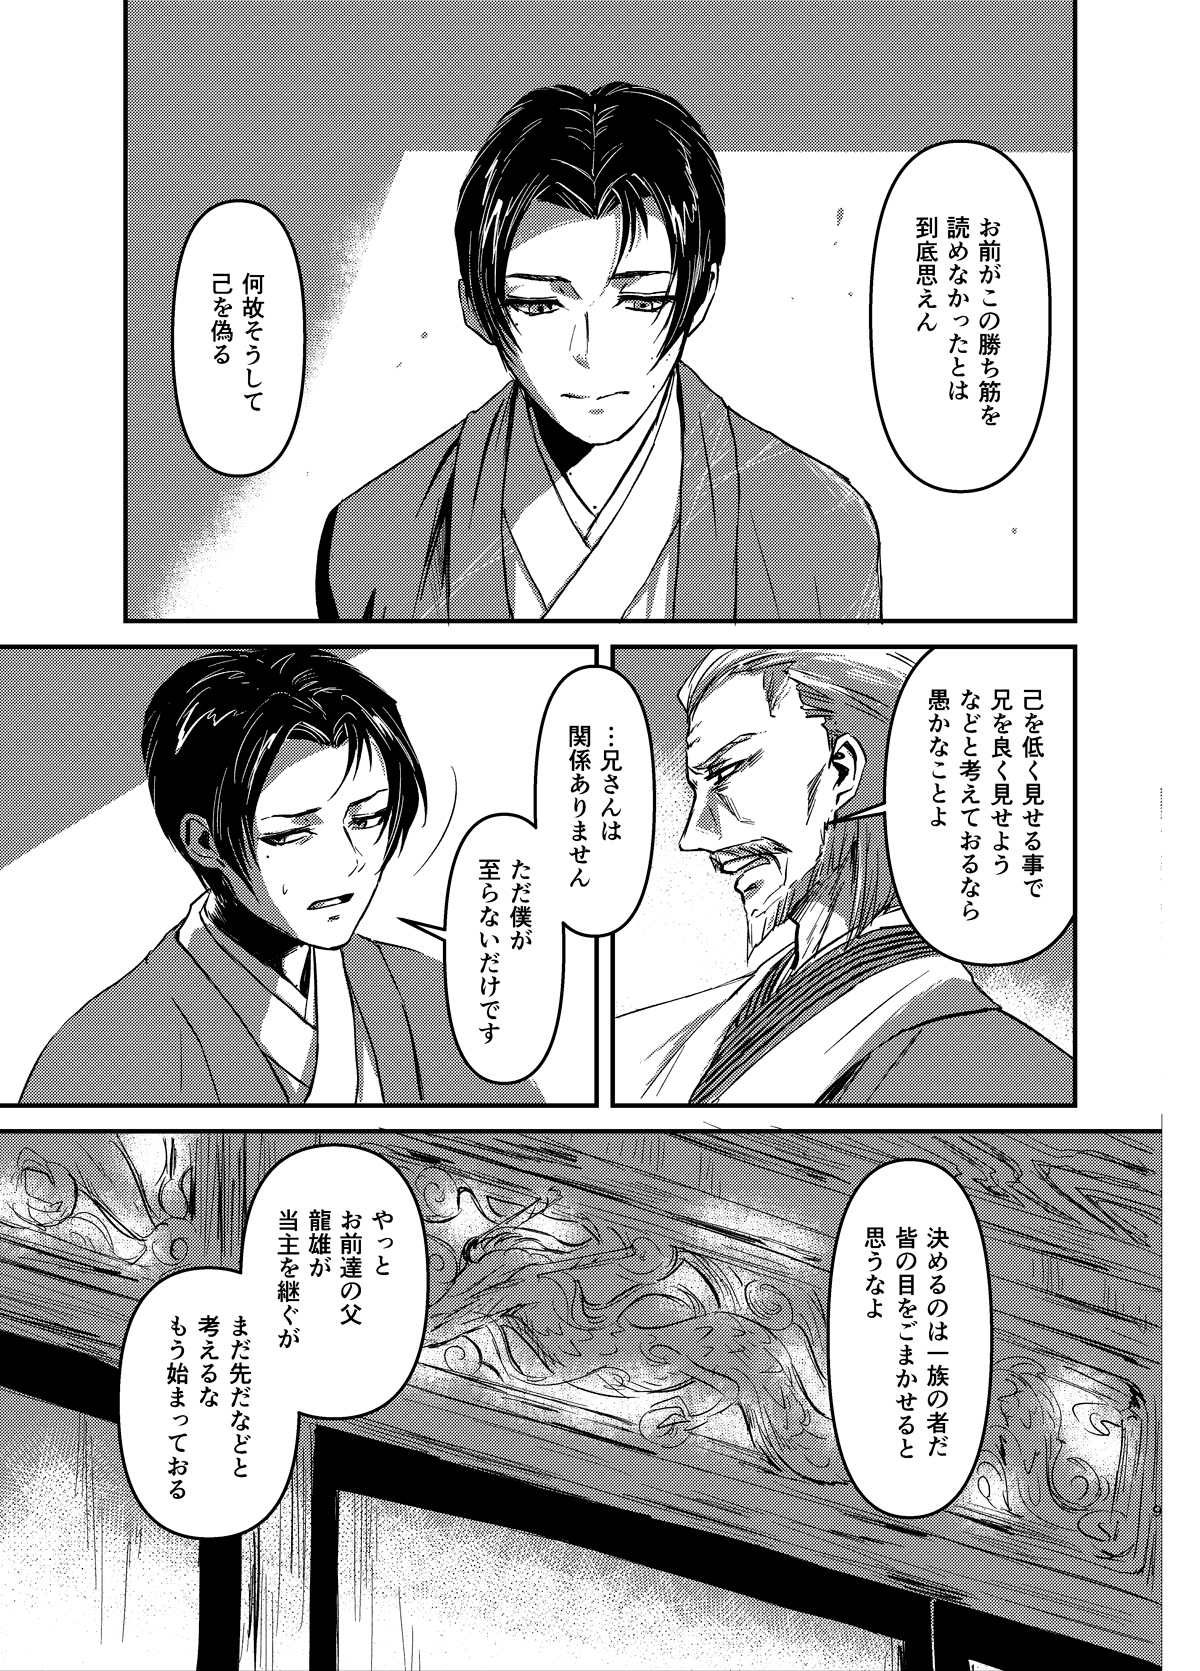 お前がこの勝ち筋を
読めなかったとは
到底思えん
何故そうして
己を偽る
己を低く見せる事で
兄を良く見せよう
などと考えておるなら
愚かなことよ
…兄さんは
関係ありません
ただ僕が
至らないだけです
決めるのは一族の者だ
皆の目をごまかせると
思うなよ
やっと
お前達の父
龍雄が
当主を継ぐが
まだ先だなどと
考えるな
もう始まっておる
9